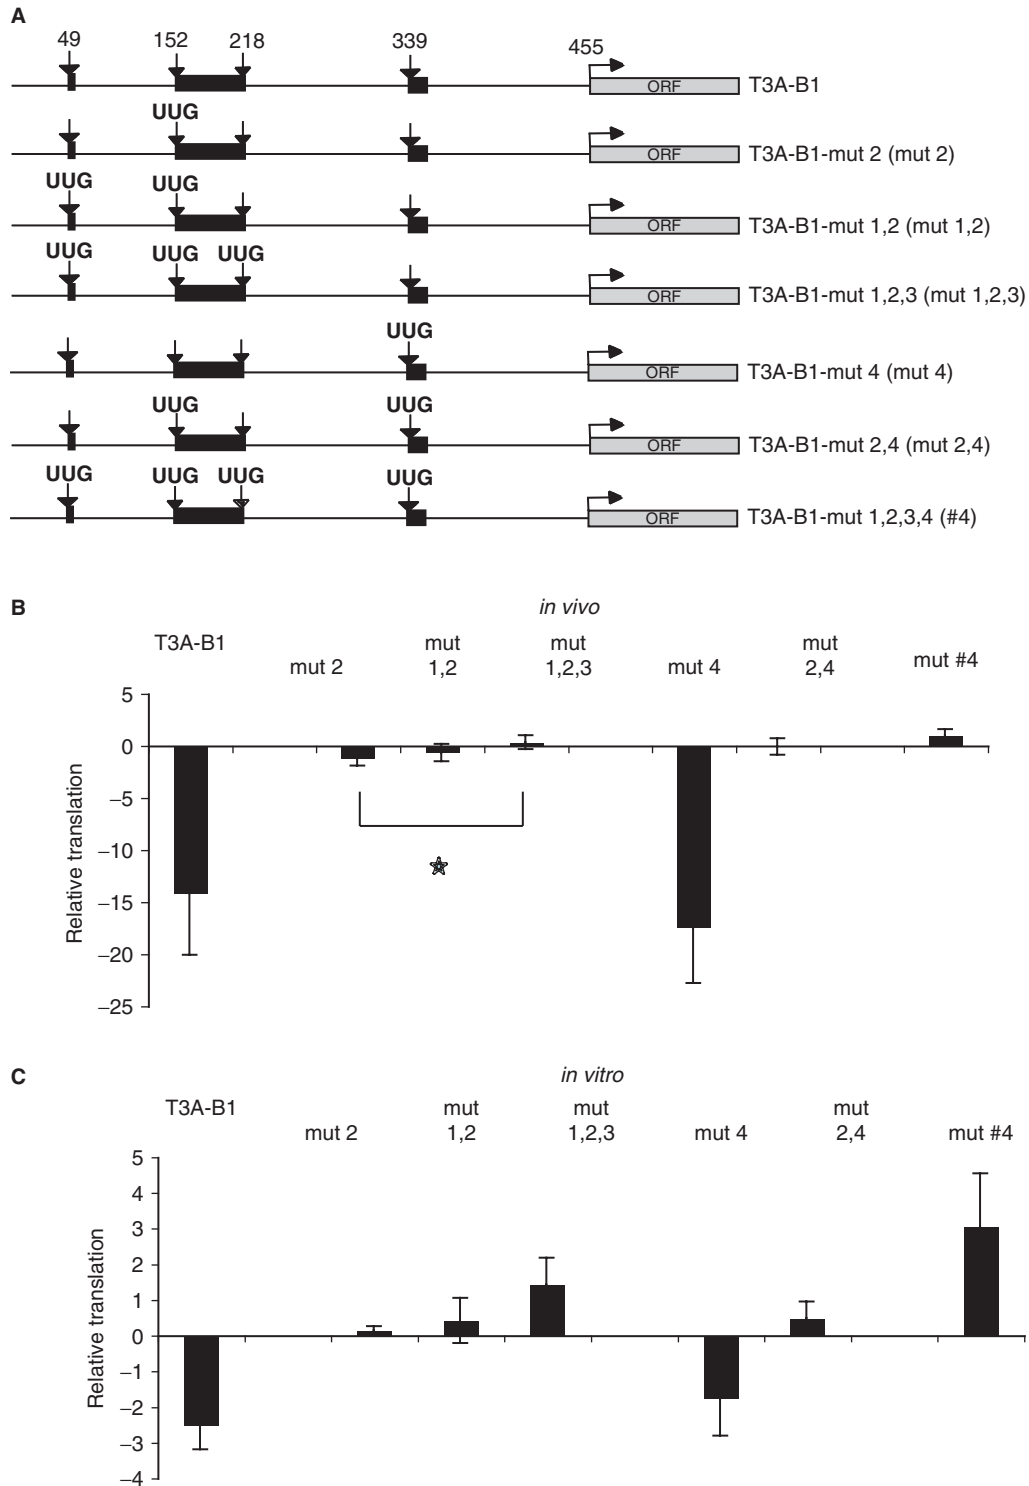 A
49 152 218 339 455
ORF T3A-B1
UUG
ORF T3A-B1-mut 2 (mut 2)
UUG UUG
ORF T3A-B1-mut 1,2 (mut 1,2)
UUG UUG UUG
ORF T3A-B1-mut 1,2,3 (mut 1,2,3)
UUG
ORF T3A-B1-mut 4 (mut 4)
UUG UUG
ORF T3A-B1-mut 2,4 (mut 2,4)
UUG UUG UUG UUG
ORF T3A-B1-mut 1,2,3,4 (#4)
B
in vivo
T3A-B1
mut 2
mut
1,2
mut
1,2,3
mut 4
mut
2,4
mut #4
Relative translation
5
0
−5
−10
−15
−20
−25
C
in vitro
T3A-B1
mut 2
mut
1,2
mut
1,2,3
mut 4
mut
2,4
mut #4
Relative translation
5
4
3
2
1
0
−1
−2
−3
−4